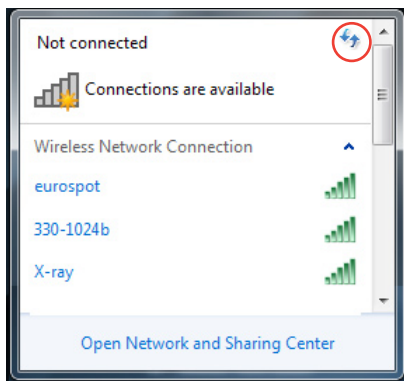 Not connected
Connections are available
Wireless Network Connection
eurospot
330-1024b
X-ray
Open Network and Sharing Center